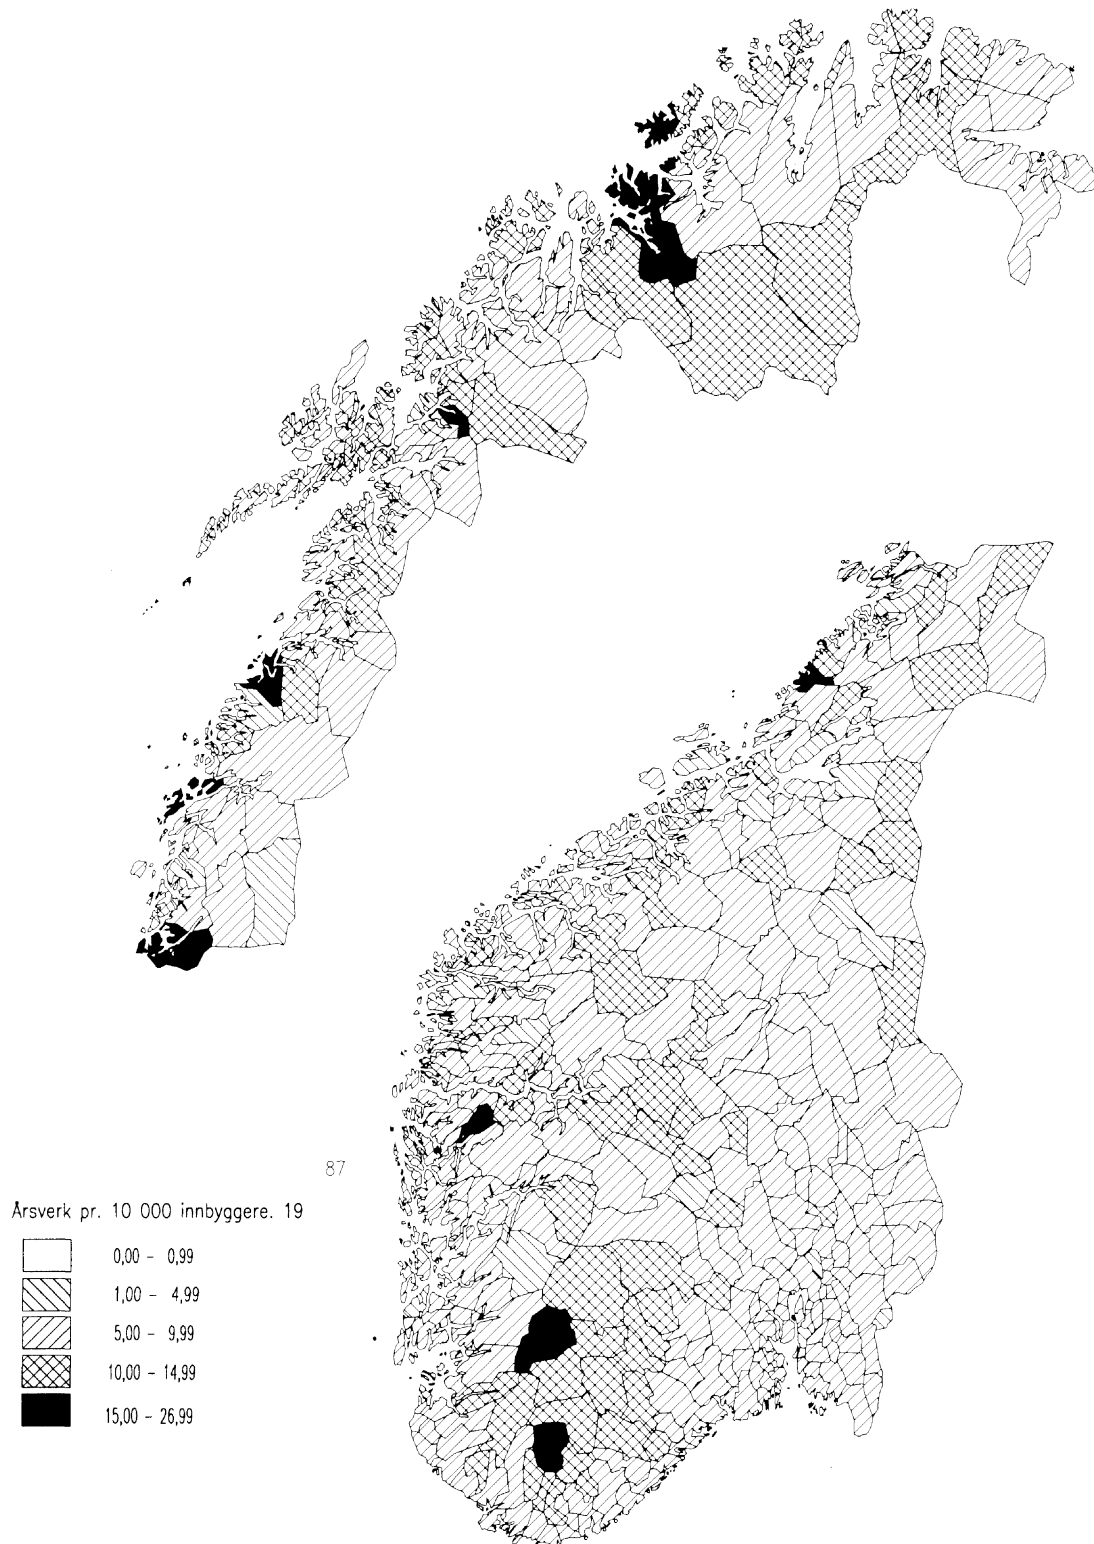 87
Årsverk pr. 10 000 innbyggere. 19
0,00 – 0,99
1,00 – 4,99
5,00 – 9,99
10,00 – 14,99
15,00 – 26,99